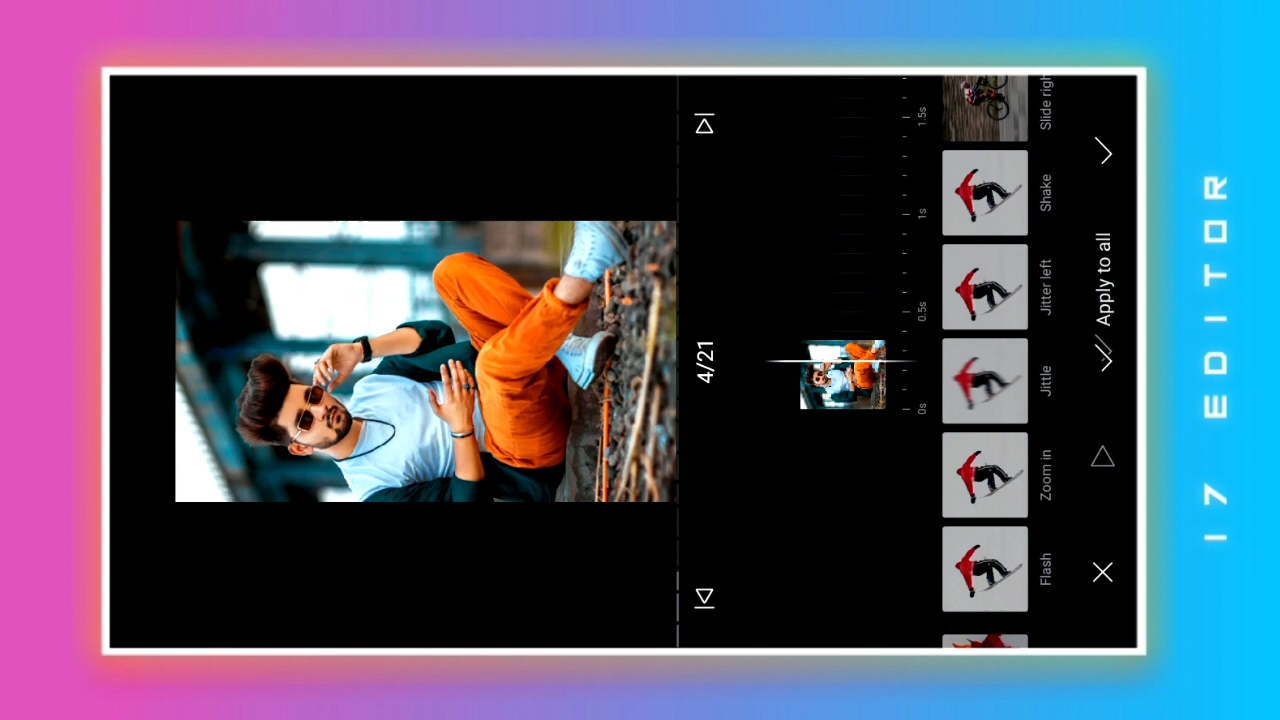 4/21
0s
0.5s
1s
1.5s
Flash
Zoom in
Jittle
Jitter left
Shake
Slide righ
Apply to all
I7 EDITOR